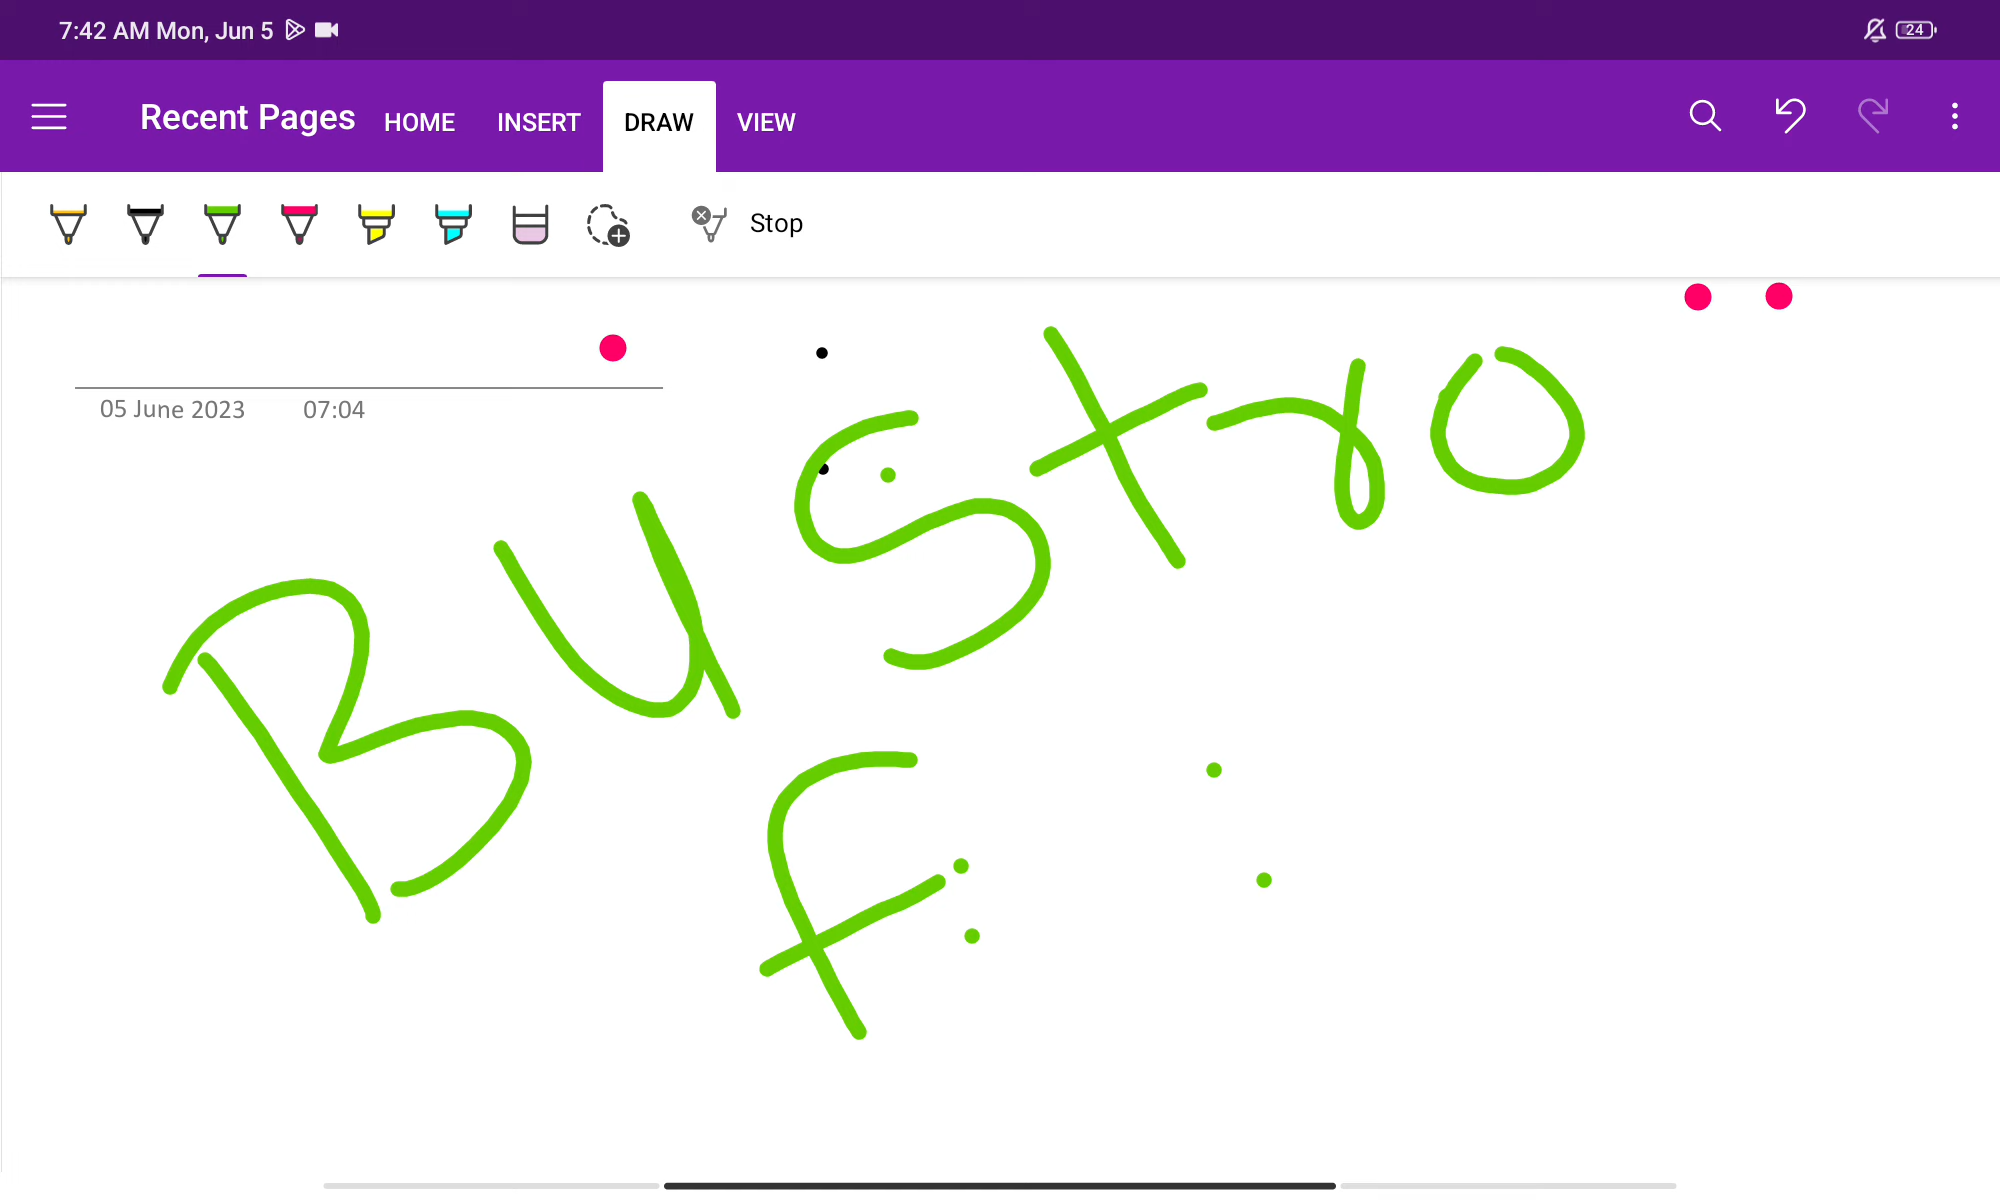 7:42 AM Mon, Jun 5
24
Recent Pages HOME INSERT DRAW VIEW
Stop
05 June 2023 07:04
Bustro
f